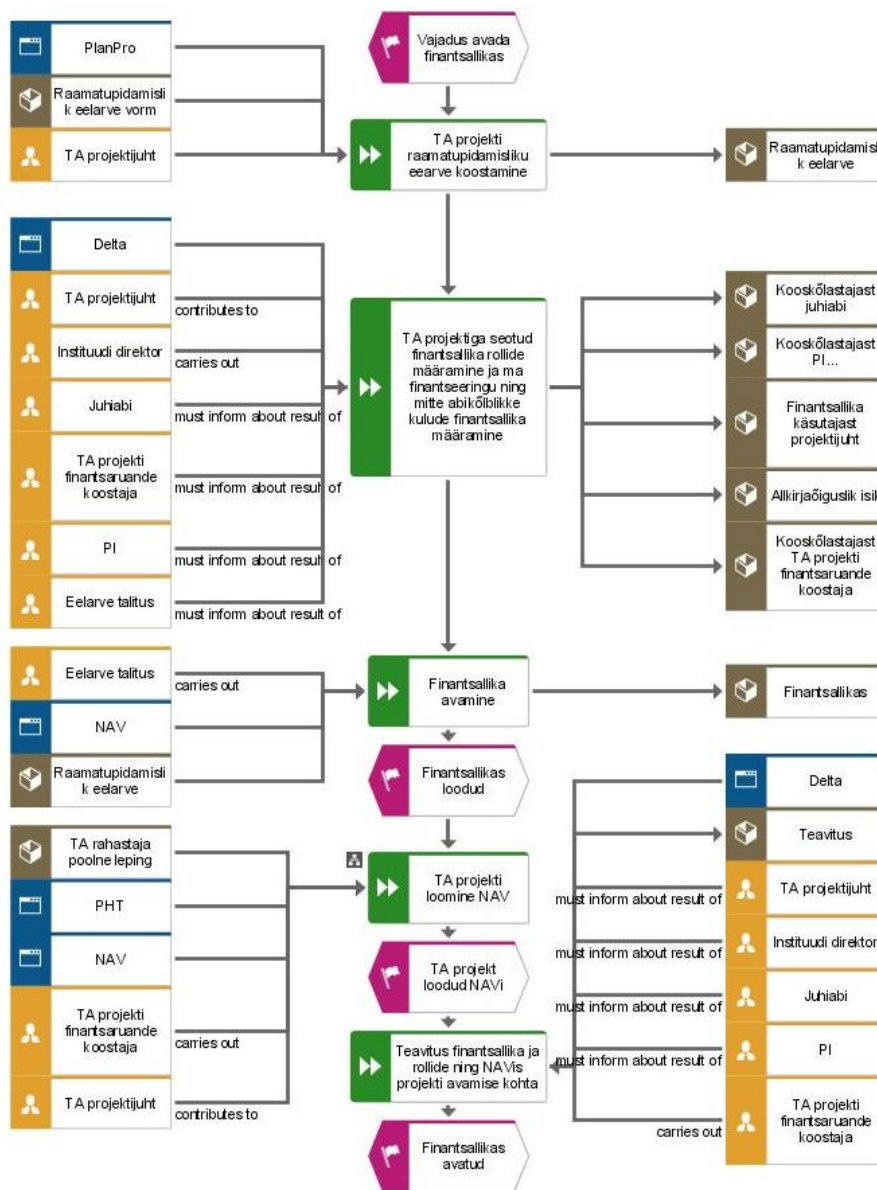 PlanPro
Raamatupidamisli
k eelarve vorm
TA projektijuht
Vajadus avada
finantsallikas
TA projekti
raamatupidamisliku
eearve koostamine
Raamatupidamisli
k eelarve
Delta
TA projektijuht
contributes to
Instituudi direktor
carries out
Juhiabi
must inform about result of
TA projekti
finantsaruande
koostaja
must inform about result of
PI
must inform about result of
Eelarve talitus
must inform about result of
TA projektiga seotud
finantsallika rollide
määramine ja ma
finantseeringu ning
mitte abikõlblikke
kulude finantsallika
määramine
Kooskõlastajast
juhiabi
Kooskõlastajast
PI...
Finantsallika
käsutajast
projektijuht
Allkirjaõiguslik isik
Kooskõlastajast
TA projekti
finantsaruande
koostaja
Eelarve talitus
carries out
NAV
Raamatupidamisli
k eelarve
Finantsallika
avamine
Finantsallikas
Finantsallikas
loodud
TA rahastaja
poolne leping
PHT
NAV
TA projekti
finantsaruande
koostaja
carries out
TA projektijuht
contributes to
TA projekti
loomine NAV
TA projekt
loodud NAVi
Teavitus finantsallika ja
rollide ning NAVis
projekti avamise kohta
Finantsallikas
avatud
Delta
Teavitus
TA projektijuht
must inform about result of
Instituudi direktor
must inform about result of
Juhiabi
must inform about result of
PI
must inform about result of
TA projekti
finantsaruande
koostaja
carries out